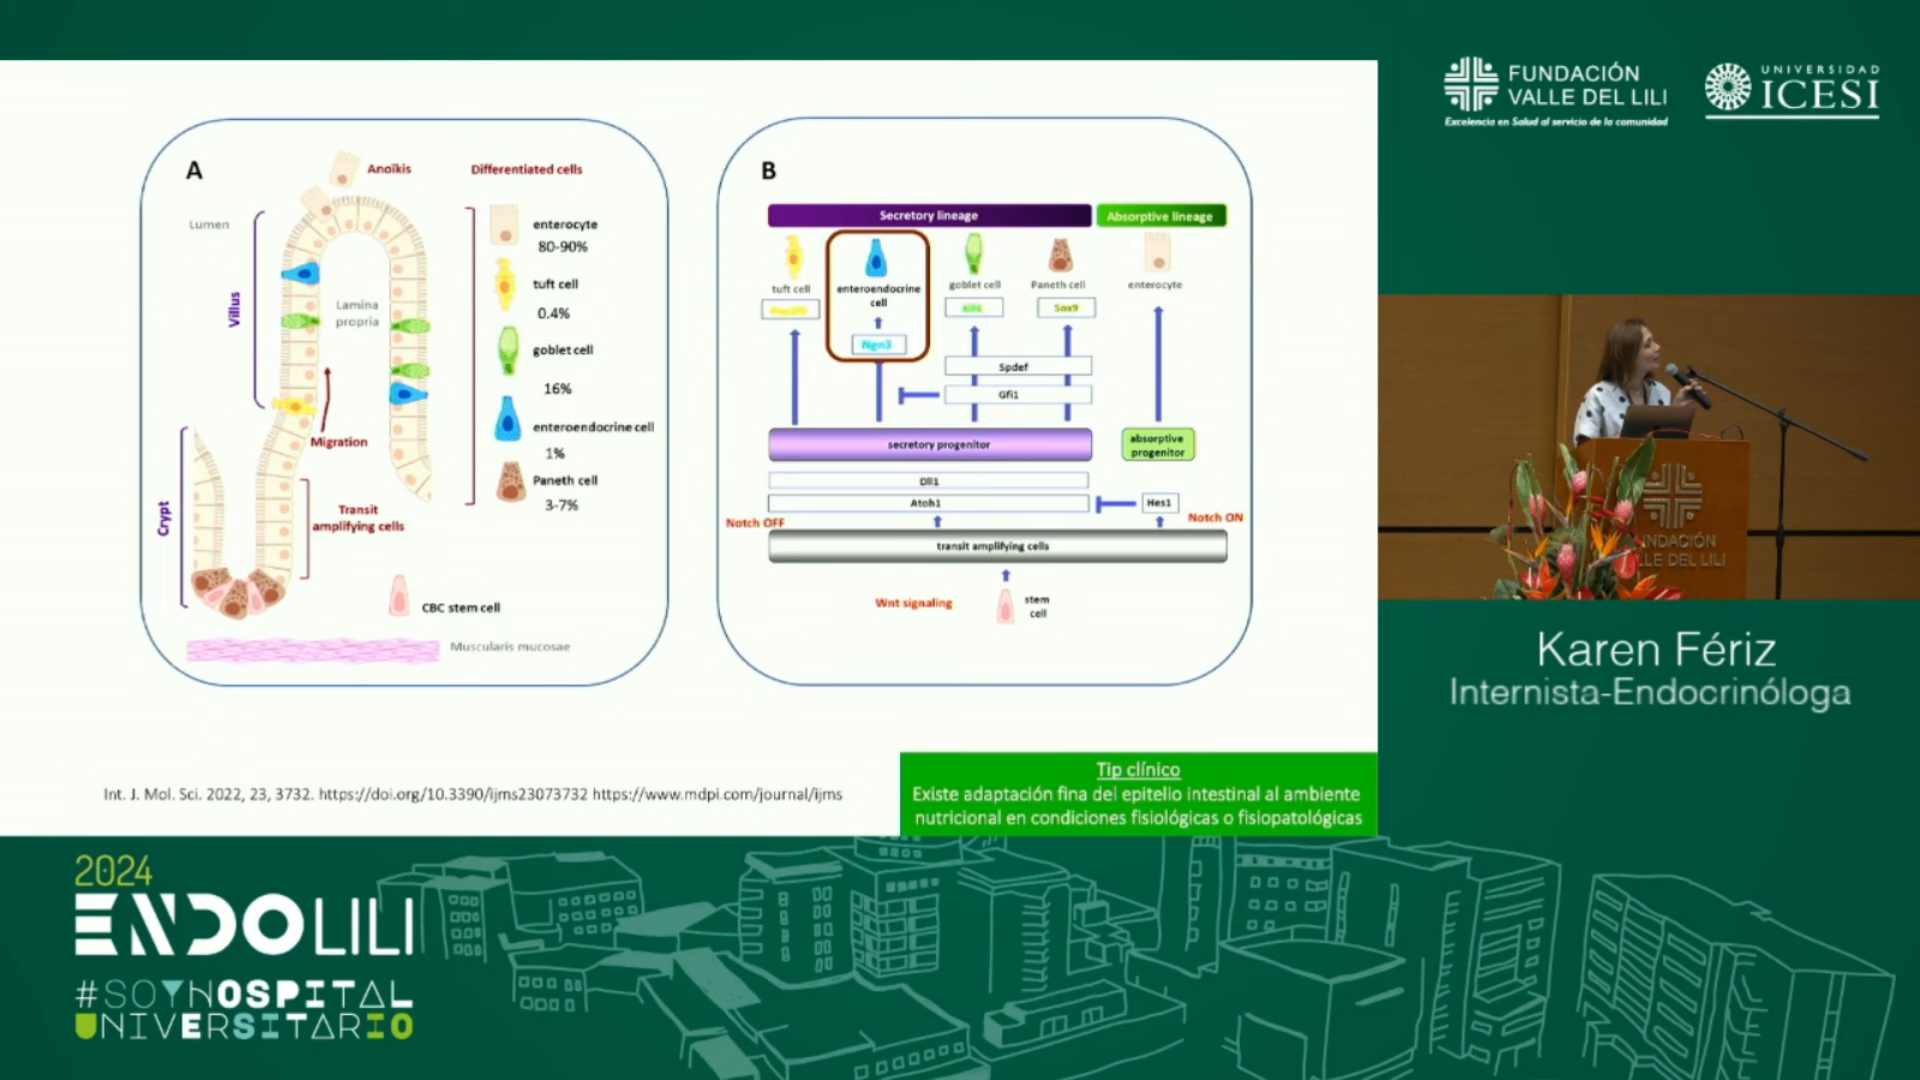 FUNDACIÓN
VALLE DEL LILI
Excelencia en Salud al servicio de la comunidad
UNIVERSIDAD
ICESI
A
Anoïkis
Differentiated cells
Lumen
enterocyte
80-90%
tuft cell
0.4%
Villus
Lamina
propria
goblet cell
16%
enteroendocrine cell
1%
Migration
Paneth cell
3-7%
Crypt
Transit
amplifying cells
CBC stem cell
Muscularis mucosae
B
Secretory lineage
Absorptive lineage
tuft cell
enteroendocrine
cell
goblet cell
Paneth cell
enterocyte
Sox9
Ngn3
Spdef
Gfi1
secretory progenitor
absorptive
progenitor
Dll1
Atoh1
Hes1
Notch OFF
Notch ON
transit amplifying cells
Wnt signaling
stem
cell
Int. J. Mol. Sci. 2022, 23, 3732. https://doi.org/10.3390/ijms23073732 https://www.mdpi.com/journal/ijms
Tip clínico
Existe adaptación fina del epitelio intestinal al ambiente
nutricional en condiciones fisiológicas o fisiopatológicas
NDACIÓN
LLE DEL LILI
Karen Fériz
Internista-Endocrinóloga
2024
ENDOLILI
#SOYHOSPITAL
UNIVERSITARIO